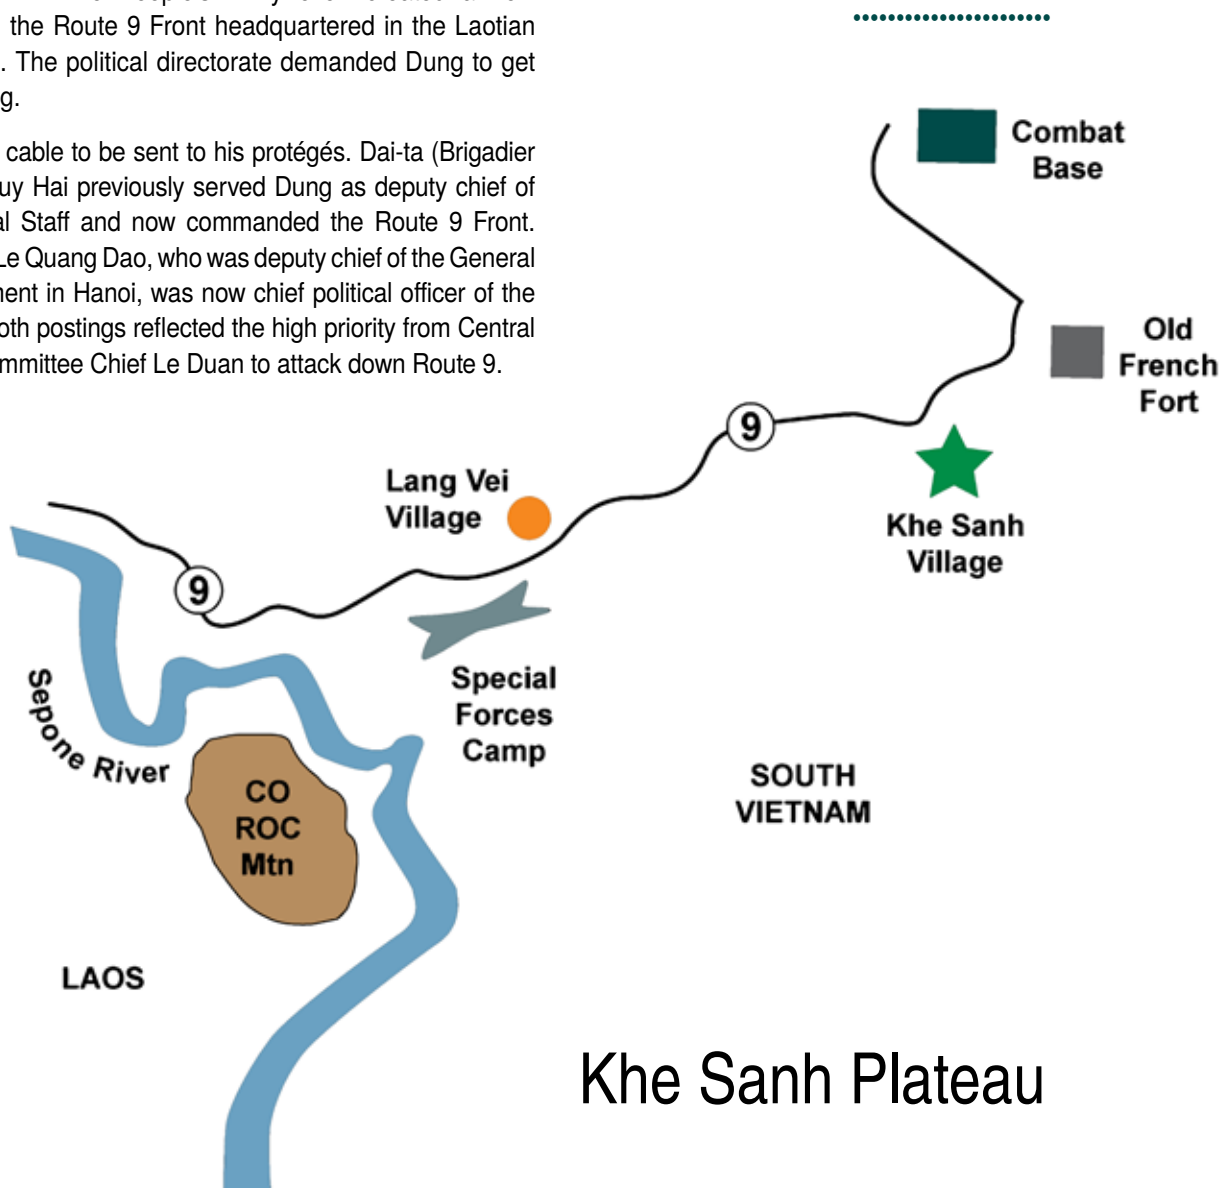 the Route 9 Front headquartered in the Laotian
. The political directorate demanded Dung to get
g.
cable to be sent to his protégés. Dai-ta (Brigadier
uy Hai previously served Dung as deputy chief of
al Staff and now commanded the Route 9 Front.
Le Quang Dao, who was deputy chief of the General
ment in Hanoi, was now chief political officer of the
oth postings reflected the high priority from Central
mmittee Chief Le Duan to attack down Route 9.
Combat
Base
Old
French
Fort
9
Lang Vei
Village
Khe Sanh
Village
9
Special
Forces
Camp
Sepone River
CO
ROC
Mtn
SOUTH
VIETNAM
LAOS
Khe Sanh Plateau